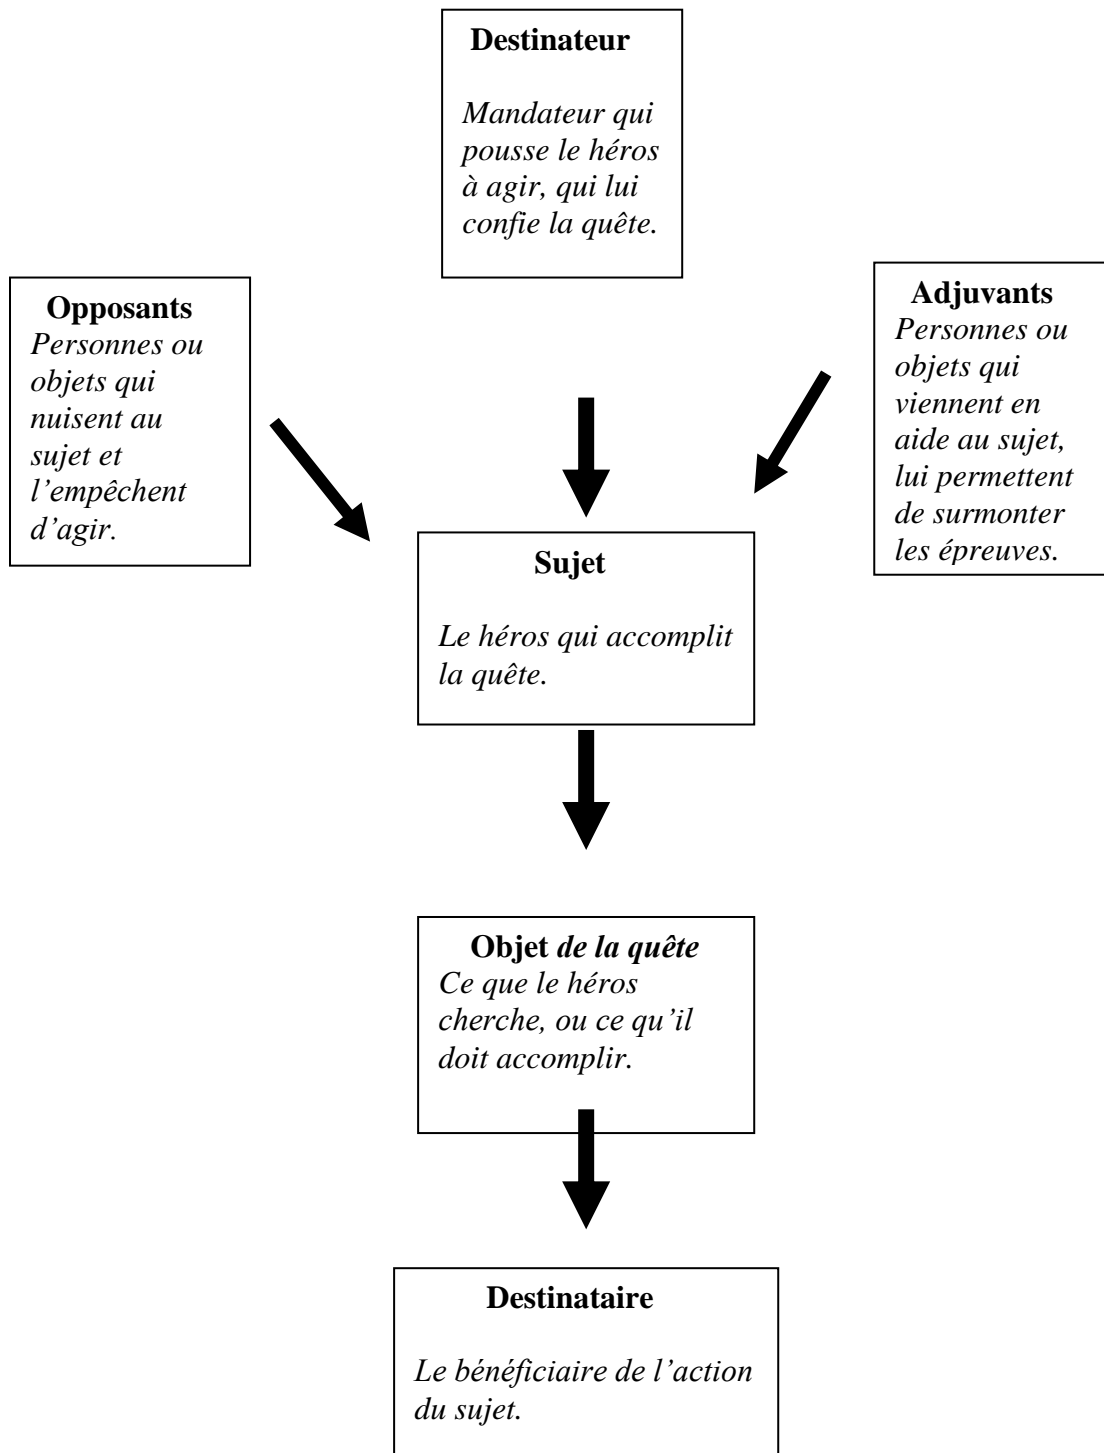 Destinateur
Mandateur qui
pousse le héros
à agir, qui lui
confie la quête.
Opposants
Personnes ou
objets qui
nuisent au
sujet et
l’empêchent
d’agir.
Adjuvants
Personnes ou
objets qui
viennent en
aide au sujet,
lui permettent
de surmonter
les épreuves.
Sujet
Le héros qui accomplit
la quête.
Objet de la quête
Ce que le héros
cherche, ou ce qu’il
doit accomplir.
Destinataire
Le bénéficiaire de l’action
du sujet.